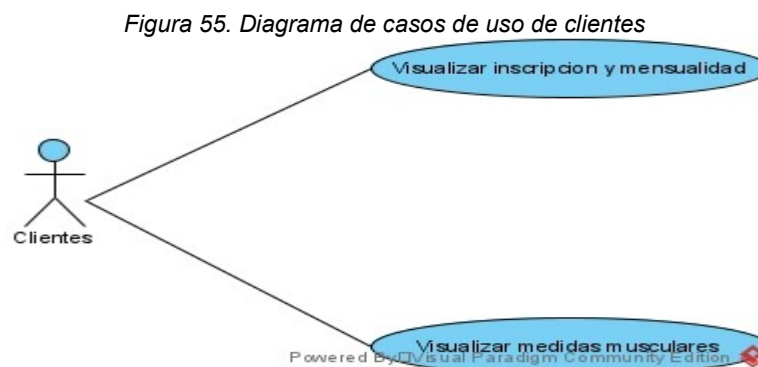 Figura 55. Diagrama de casos de uso de clientes
Visualizar inscripcion y mensualidad
Clientes
Visualizar medidas musculares
Powered By Visual Paradigm Community Edition